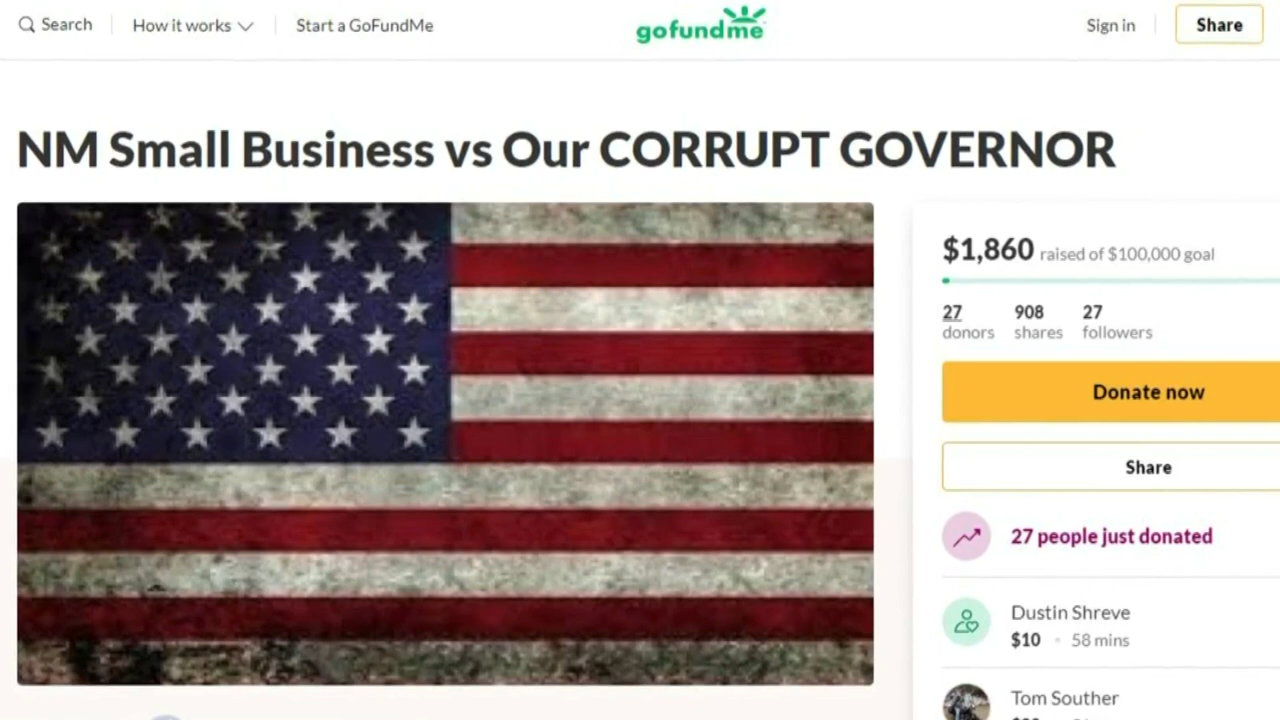 Search
How it works
Start a GoFundMe
gofundme
Sign in
Share
NM Small Business vs Our CORRUPT GOVERNOR
$1,860 raised of $100,000 goal
27 908 27
donors shares followers
Donate now
Share
27 people just donated
Dustin Shreve
$10 • 58 mins
Tom Souther